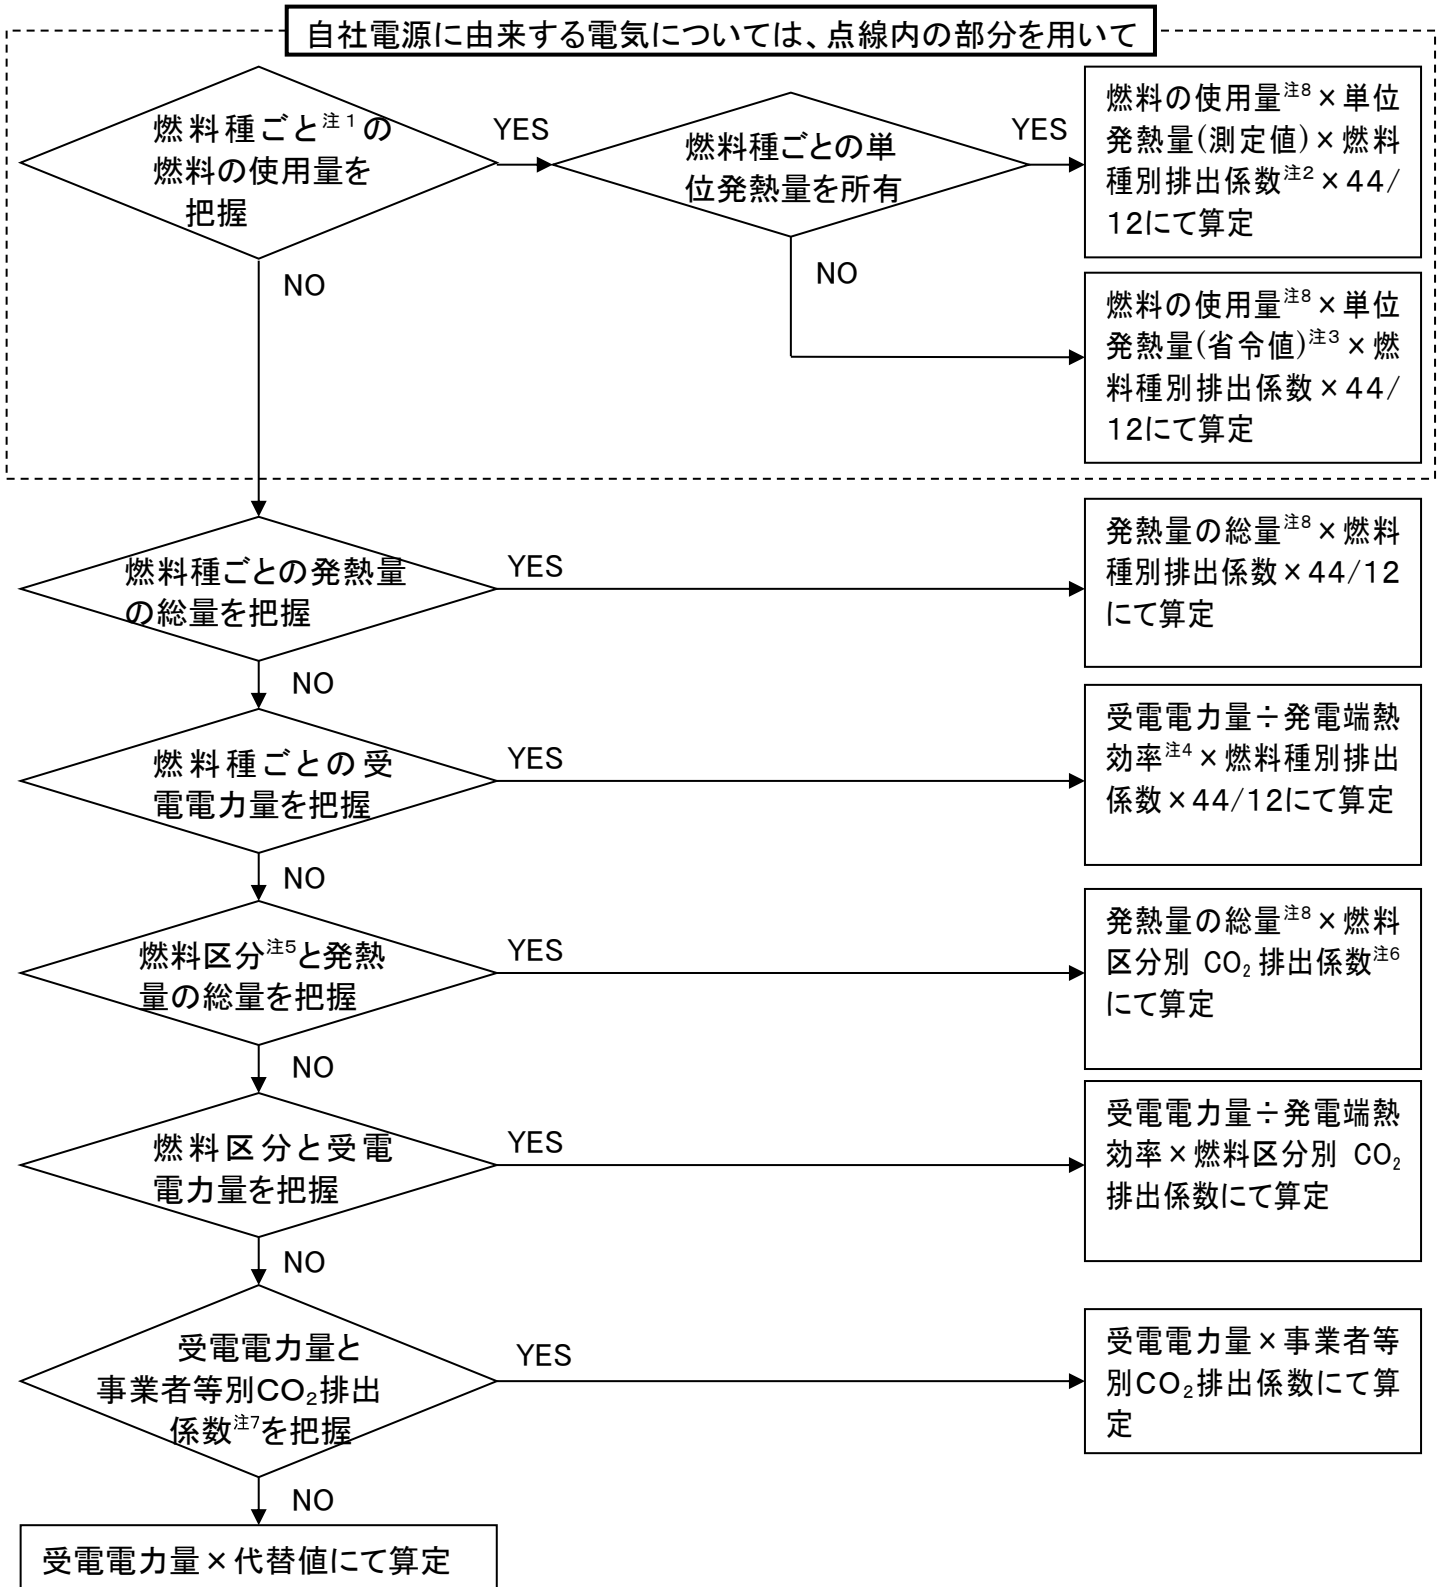 自社電源に由来する電気については、点線内の部分を用いて
燃料種ごと注1の
燃料の使用量を
把握
YES
燃料種ごとの単
位発熱量を所有
YES
燃料の使用量注8×単位
発熱量(測定値)×燃料
種別排出係数注2×44/
12にて算定
NO
NO
燃料の使用量注8×単位
発熱量(省令値)注3×燃
料種別排出係数×44/
12にて算定
燃料種ごとの発熱量
の総量を把握
YES
発熱量の総量注8×燃料
種別排出係数×44/12
にて算定
NO
燃料種ごとの受
電電力量を把握
YES
受電電力量÷発電端熱
効率注4×燃料種別排出
係数×44/12にて算定
NO
燃料区分注5と発熱
量の総量を把握
YES
発熱量の総量注8×燃料
区分別 CO₂排出係数注6
にて算定
NO
燃料区分と受電
電力量を把握
YES
受電電力量÷発電端熱
効率×燃料区分別 CO₂
排出係数にて算定
NO
受電電力量と
事業者等別CO₂排出
係数注7を把握
YES
受電電力量×事業者等
別CO₂排出係数にて算
定
NO
受電電力量×代替値にて算定